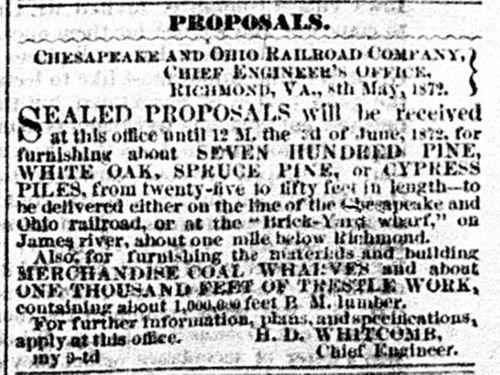 PROPOSALS.
CHESAPEAKE AND OHIO RAILROAD COMPANY,
CHIEF ENGINEER'S OFFICE,
RICHMOND, VA., 8th May, 1872.
SEALED PROPOSALS will be received
at this office until 12 M. the 3d of June, 1872, for
furnishing about SEVEN HUNDRED PINE,
WHITE OAK, SPRUCE PINE, or CYPRESS
PILES, from twenty-five to fifty feet in length—to
be delivered either on the line of the Chesapeake and
Ohio railroad, or at the "Brick-Yard wharf," on
James river, about one mile below Richmond.
Also, for furnishing the materials and building
MERCHANDISE COAL WHARVES and about
ONE THOUSAND FEET OF TRESTLE WORK,
containing about 1,000,000 feet B. M. lumber.
For further information, plans, and specifications,
apply at this office. H. D. WHITCOMB,
my 9-td Chief Engineer.